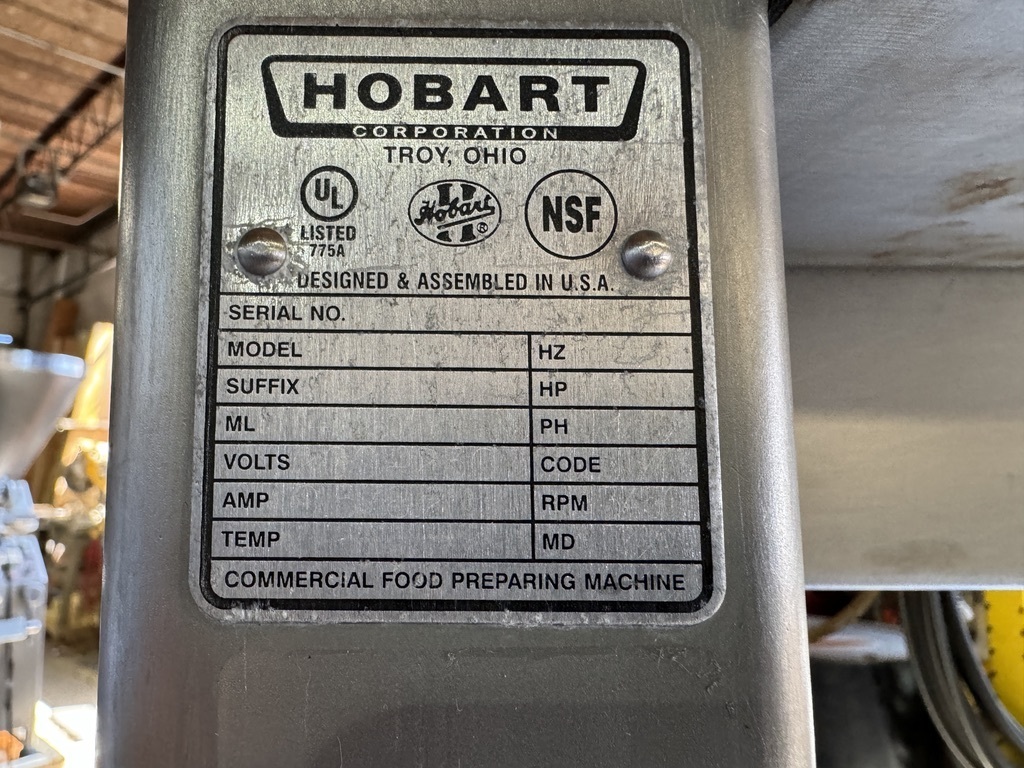 HOBART
CORPORATION
TROY, OHIO
UL
LISTED
775A
Hobart
®
NSF
DESIGNED & ASSEMBLED IN U.S.A.
SERIAL NO.
MODEL HZ
SUFFIX HP
ML PH
VOLTS CODE
AMP RPM
TEMP MD
COMMERCIAL FOOD PREPARING MACHINE